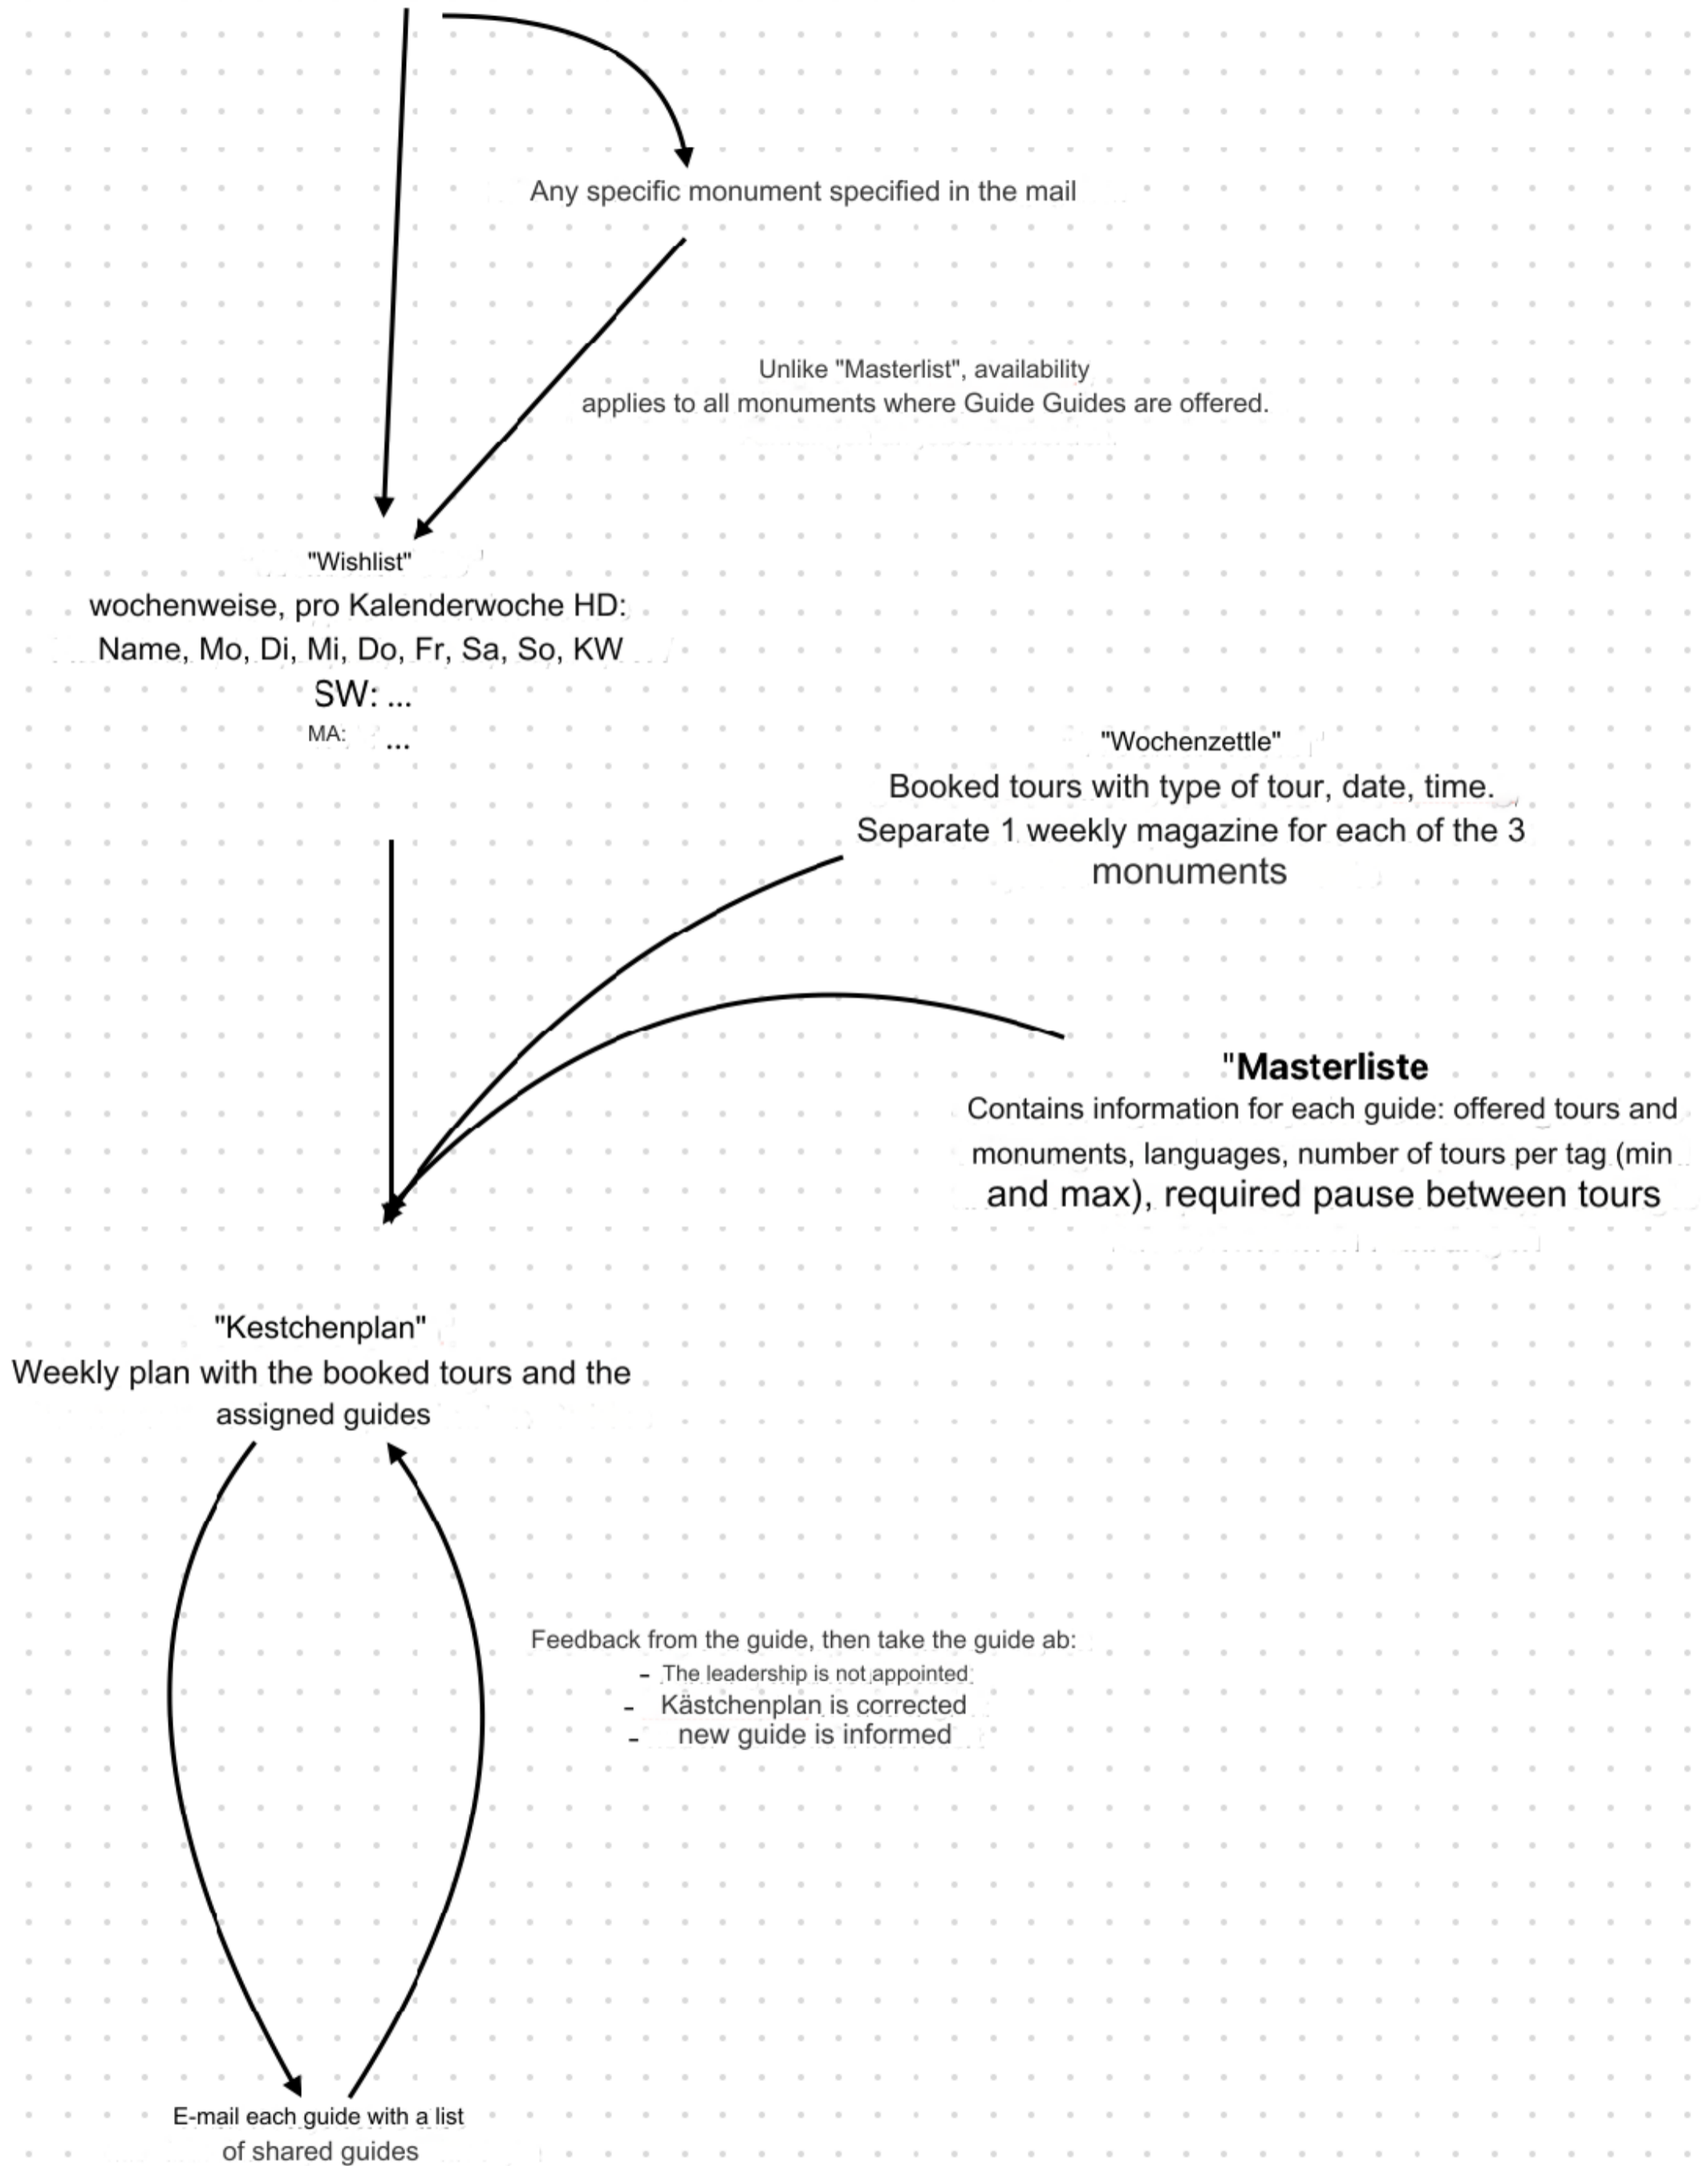 Any specific monument specified in the mail
Unlike "Masterlist", availability
applies to all monuments where Guide Guides are offered.
"Wishlist"
wochenweise, pro Kalenderwoche HD:
Name, Mo, Di, Mi, Do, Fr, Sa, So, KW
SW: ...
MA: ...
"Wochenzettle"
Booked tours with type of tour, date, time.
Separate 1 weekly magazine for each of the 3
monuments
"Masterliste
Contains information for each guide: offered tours and
monuments, languages, number of tours per tag (min
and max), required pause between tours
"Kestchenplan"
Weekly plan with the booked tours and the
assigned guides
Feedback from the guide, then take the guide ab:
- The leadership is not appointed
- Kästchenplan is corrected
- new guide is informed
E-mail each guide with a list
of shared guides